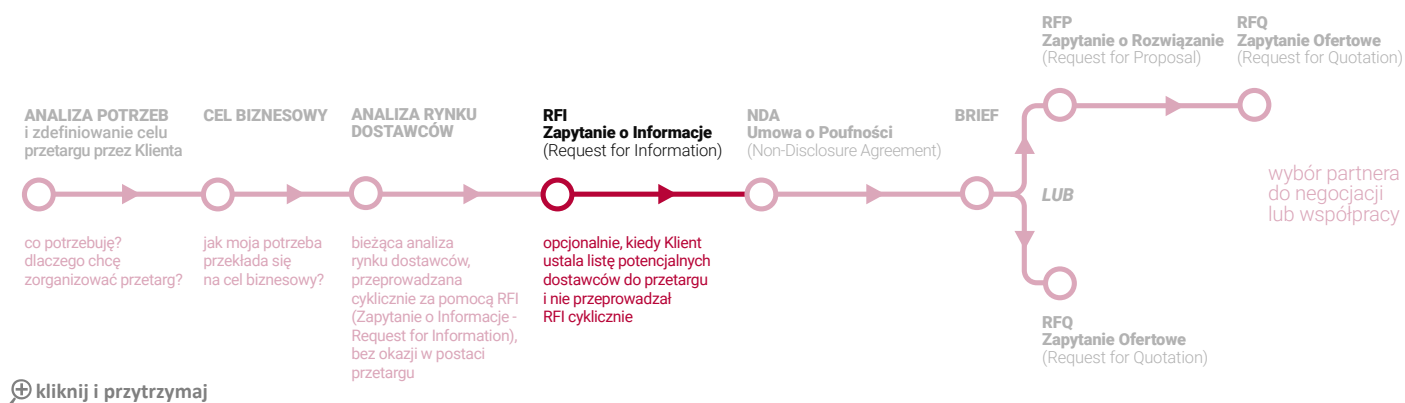 RFP
Zapytanie o Rozwiązanie
(Request for Proposal)
RFQ
Zapytanie Ofertowe
(Request for Quotation)
ANALIZA POTRZEB
i zdefiniowanie celu
przetargu przez Klienta
CEL BIZNESOWY
ANALIZA RYNKU
DOSTAWCÓW
RFI
Zapytanie o Informacje
(Request for Information)
NDA
Umowa o Poufności
(Non-Disclosure Agreement)
BRIEF
LUB
wybór partnera
do negocjacji
lub współpracy
co potrzebuję?
dlaczego chcę
zorganizować przetarg?
jak moja potrzeba
przekłada się
na cel biznesowy?
bieżąca analiza
rynku dostawców,
przeprowadzana
cyklicznie za pomocą RFI
(Zapytanie o Informacje -
Request for Information),
bez okazji w postaci
przetargu
opcjonalnie, kiedy Klient
ustala listę potencjalnych
dostawców do przetargu
i nie przeprowadzał
RFI cyklicznie
RFQ
Zapytanie Ofertowe
(Request for Quotation)
kliknij i przytrzymaj